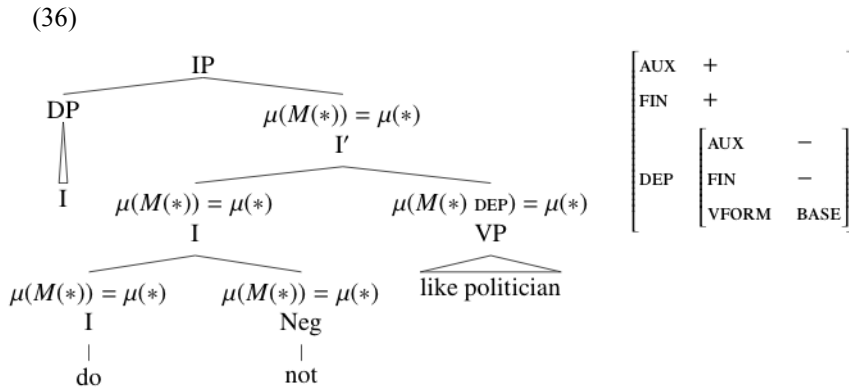 (36)
IP
DP μ(M(*)) = μ(*)
I′
I μ(M(*)) = μ(*) μ(M(*) DEP) = μ(*)
I VP
μ(M(*)) = μ(*) μ(M(*)) = μ(*) like politician
I Neg
do not
AUX +
FIN +
AUX −
DEP FIN −
VFORM BASE